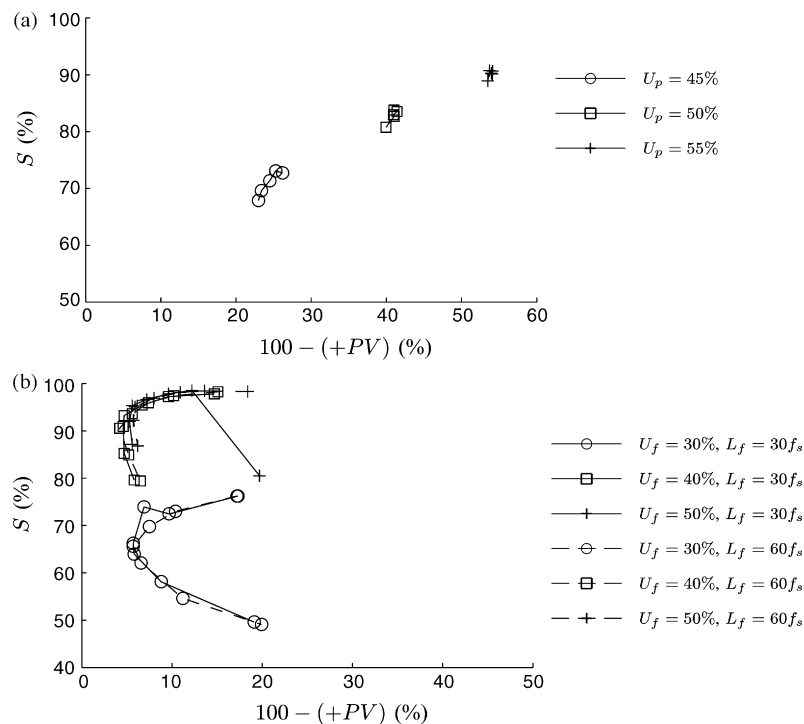 (a)
100
90
80
70
60
50
S (%)
0 10 20 30 40 50 60
100 − (+PV) (%)
U_p = 45%
U_p = 50%
U_p = 55%
(b)
100
90
80
70
60
50
40
S (%)
0 10 20 30 40 50
100 − (+PV) (%)
U_f = 30%, L_f = 30f_s
U_f = 40%, L_f = 30f_s
U_f = 50%, L_f = 30f_s
U_f = 30%, L_f = 60f_s
U_f = 40%, L_f = 60f_s
U_f = 50%, L_f = 60f_s